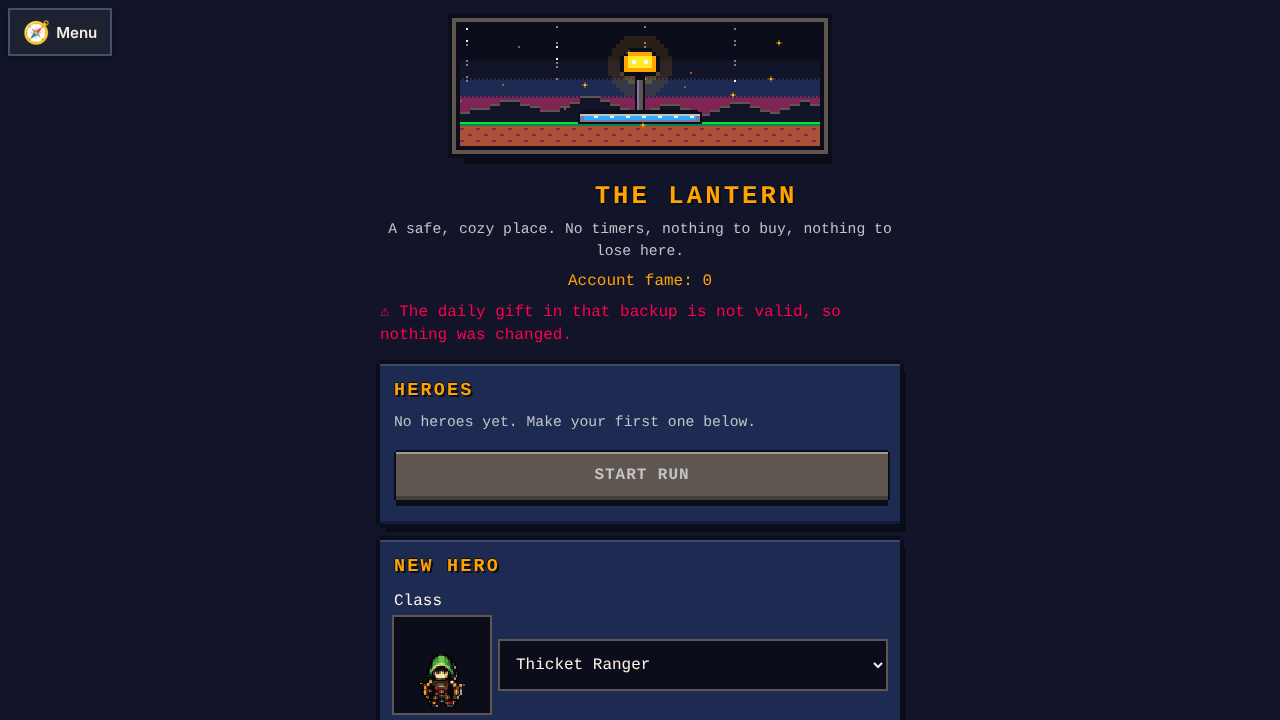 Menu
THE LANTERN
A safe, cozy place. No timers, nothing to buy, nothing to
lose here.
Account fame: 0
⚠ The daily gift in that backup is not valid, so
nothing was changed.
HEROES
No heroes yet. Make your first one below.
START RUN
NEW HERO
Class
Thicket Ranger